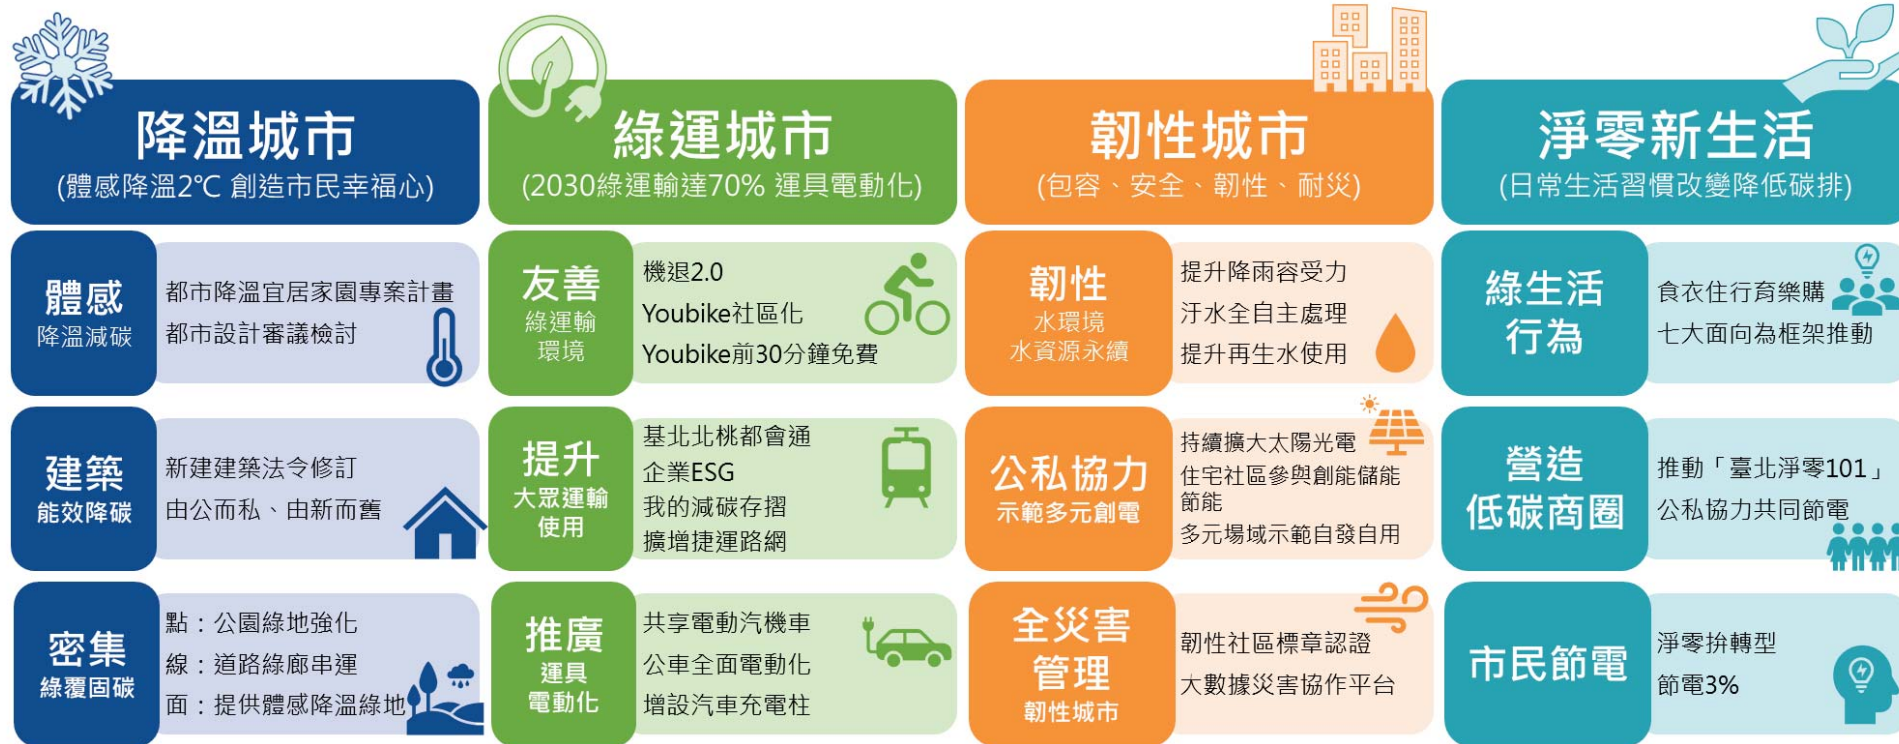 降溫城市
(體感降溫2℃ 創造市民幸福心)
體感
降溫減碳
都市降溫宜居家園專案計畫
都市設計審議檢討
建築
能效降碳
新建建築法令修訂
由公而私、由新而舊
密集
綠覆固碳
點：公園綠地強化
線：道路綠廊串連
面：提供體感降溫綠地
綠運城市
(2030綠運輸達70% 運具電動化)
友善
綠運輸
環境
機退2.0
Youbike社區化
Youbike前30分鐘免費
提升
大眾運輸
使用
基北北桃都會通
企業ESG
我的減碳存摺
擴增捷運路網
推廣
運具
電動化
共享電動汽機車
公車全面電動化
增設汽車充電柱
韌性城市
(包容、安全、韌性、耐災)
韌性
水環境
水資源永續
提升降雨容受力
汙水全自主處理
提升再生水使用
公私協力
示範多元創電
持續擴大太陽光電
住宅社區參與創能儲能
節能
多元場域示範自發自用
全災害
管理
韌性城市
韌性社區標章認證
大數據災害協作平台
淨零新生活
(日常生活習慣改變降低碳排)
綠生活
行為
食衣住行育樂購
七大面向為框架推動
營造
低碳商圈
推動「臺北淨零101」
公私協力共同節電
市民節電
淨零拚轉型
節電3%